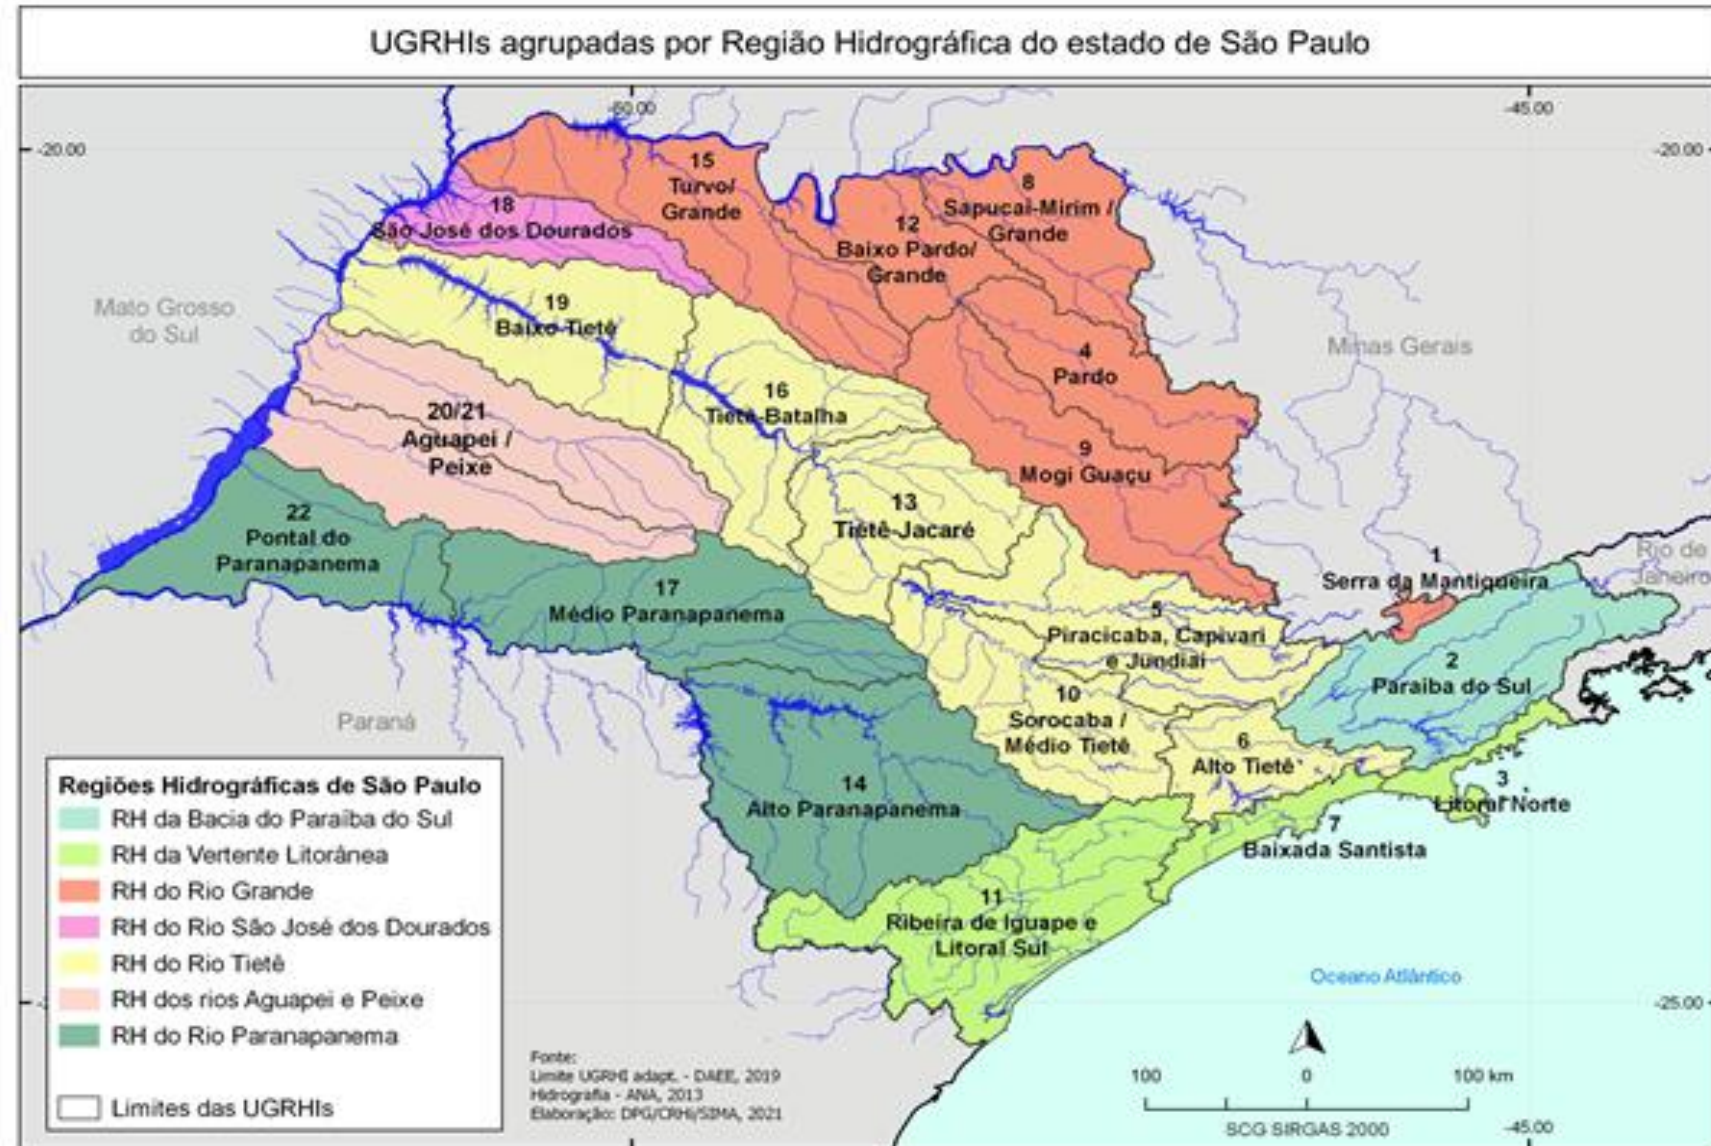 UGRHIs agrupadas por Região Hidrográfica do estado de São Paulo
-50.00
-45.00
-20.00
-20.00
15
Turvo/
Grande
8
Sapucaí-Mirim /
Grande
18
São José dos Dourados
12
Baixo Pardo/
Grande
Mato Grosso
do Sul
19
Baixo Tietê
Minas Gerais
4
Pardo
16
Tietê-Batalha
20/21
Aguapeí /
Peixe
9
Mogi Guaçu
13
Tietê-Jacaré
22
Pontal do
Paranapanema
1
Serra da Mantiqueira
Rio de
Janeiro
17
Médio Paranapanema
5
Piracicaba, Capivari
e Jundiaí
2
Paraíba do Sul
10
Sorocaba /
Médio Tietê
Paraná
6
Alto Tietê
14
Alto Paranapanema
3
Litoral Norte
7
Baixada Santista
11
Ribeira de Iguape e
Litoral Sul
Oceano Atlântico
-25.00
Regiões Hidrográficas de São Paulo
RH da Bacia do Paraíba do Sul
RH da Vertente Litorânea
RH do Rio Grande
RH do Rio São José dos Dourados
RH do Rio Tietê
RH dos rios Aguapeí e Peixe
RH do Rio Paranapanema
Limites das UGRHIs
Fonte:
Limite UGRHI adapt. - DAEE, 2019
Hidrografia - ANA, 2013
Elaboração: DPG/CRHi/SIMA, 2021
100 0 100 km
SCG SIRGAS 2000
-45.00